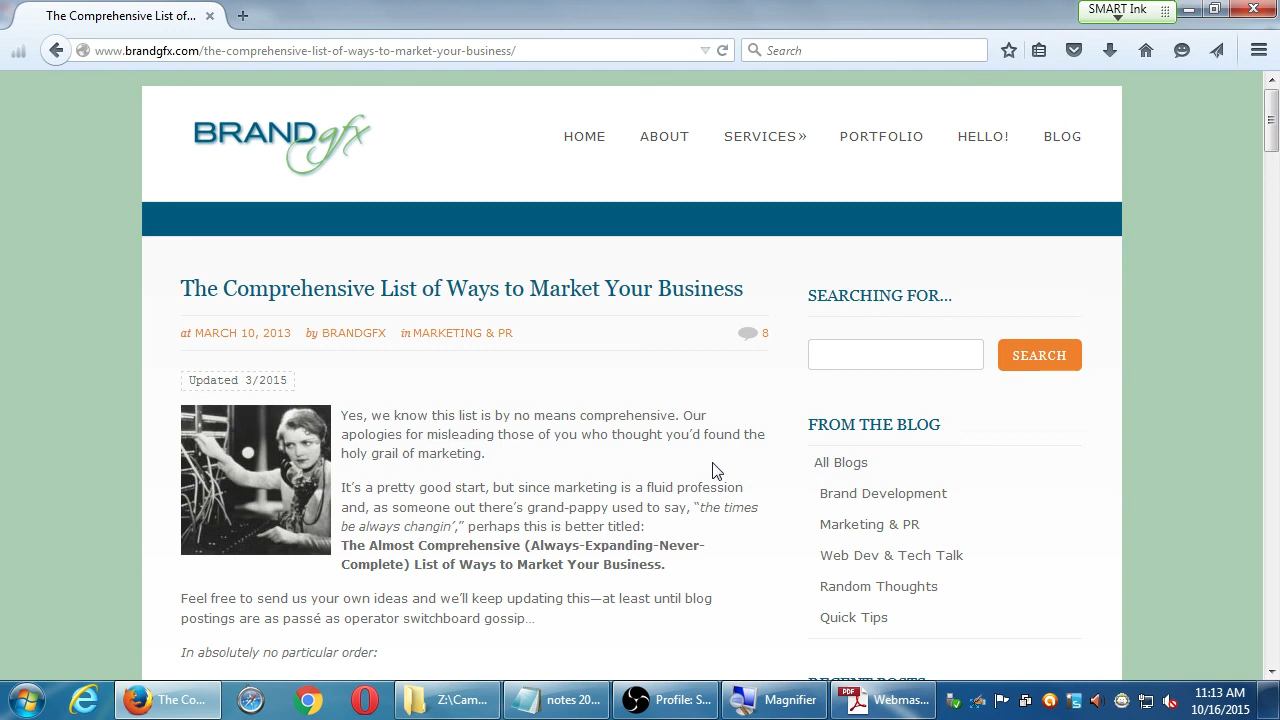 The Comprehensive List of...
SMART Ink
www.brandgfx.com/the-comprehensive-list-of-ways-to-market-your-business/
Search
BRANDgfx
HOME ABOUT SERVICES» PORTFOLIO HELLO! BLOG
The Comprehensive List of Ways to Market Your Business
at MARCH 10, 2013 by BRANDGFX in MARKETING & PR 8
Updated 3/2015
Yes, we know this list is by no means comprehensive. Our
apologies for misleading those of you who thought you’d found the
holy grail of marketing.
It’s a pretty good start, but since marketing is a fluid profession
and, as someone out there’s grand-pappy used to say, “the times
be always changin’,” perhaps this is better titled:
The Almost Comprehensive (Always-Expanding-Never-
Complete) List of Ways to Market Your Business.
Feel free to send us your own ideas and we’ll keep updating this—at least until blog
postings are as passé as operator switchboard gossip…
In absolutely no particular order:
SEARCHING FOR…
SEARCH
FROM THE BLOG
All Blogs
Brand Development
Marketing & PR
Web Dev & Tech Talk
Random Thoughts
Quick Tips
RECENT POSTS
The Co... Z:\Cam... notes 20... Profile: S... Magnifier PDF Webmas...
11:13 AM
10/16/2015